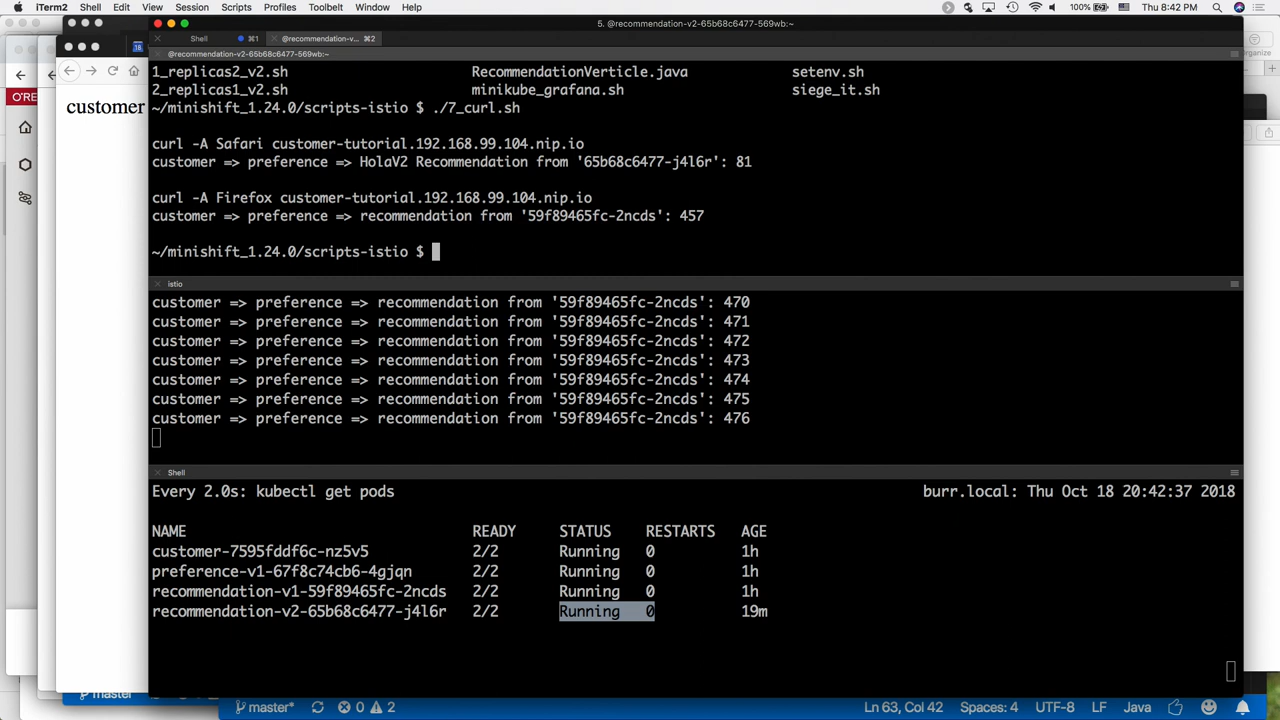 iTerm2 Shell Edit View Session Scripts Profiles Toolbelt Window Help 100% Thu 8:42 PM
5. @recommendation-v2-65b68c6477-569wb:~
Shell ⌘1 @recommendation-v... ⌘2
@recommendation-v2-65b68c6477-569wb:~
1_replicas2_v2.sh RecommendationVerticle.java setenv.sh
2_replicas1_v2.sh minikube_grafana.sh siege_it.sh
~/minishift_1.24.0/scripts-istio $ ./7_curl.sh
curl -A Safari customer-tutorial.192.168.99.104.nip.io
customer => preference => HolaV2 Recommendation from '65b68c6477-j4l6r': 81
curl -A Firefox customer-tutorial.192.168.99.104.nip.io
customer => preference => recommendation from '59f89465fc-2ncds': 457
~/minishift_1.24.0/scripts-istio $
istio
customer => preference => recommendation from '59f89465fc-2ncds': 470
customer => preference => recommendation from '59f89465fc-2ncds': 471
customer => preference => recommendation from '59f89465fc-2ncds': 472
customer => preference => recommendation from '59f89465fc-2ncds': 473
customer => preference => recommendation from '59f89465fc-2ncds': 474
customer => preference => recommendation from '59f89465fc-2ncds': 475
customer => preference => recommendation from '59f89465fc-2ncds': 476
Shell
Every 2.0s: kubectl get pods burr.local: Thu Oct 18 20:42:37 2018
NAME READY STATUS RESTARTS AGE
customer-7595fddf6c-nz5v5 2/2 Running 0 1h
preference-v1-67f8c74cb6-4gjqn 2/2 Running 0 1h
recommendation-v1-59f89465fc-2ncds 2/2 Running 0 1h
recommendation-v2-65b68c6477-j4l6r 2/2 Running 0 19m
customer
O'RE
organize
master
master* 0 2 Ln 63, Col 42 Spaces: 4 UTF-8 LF Java